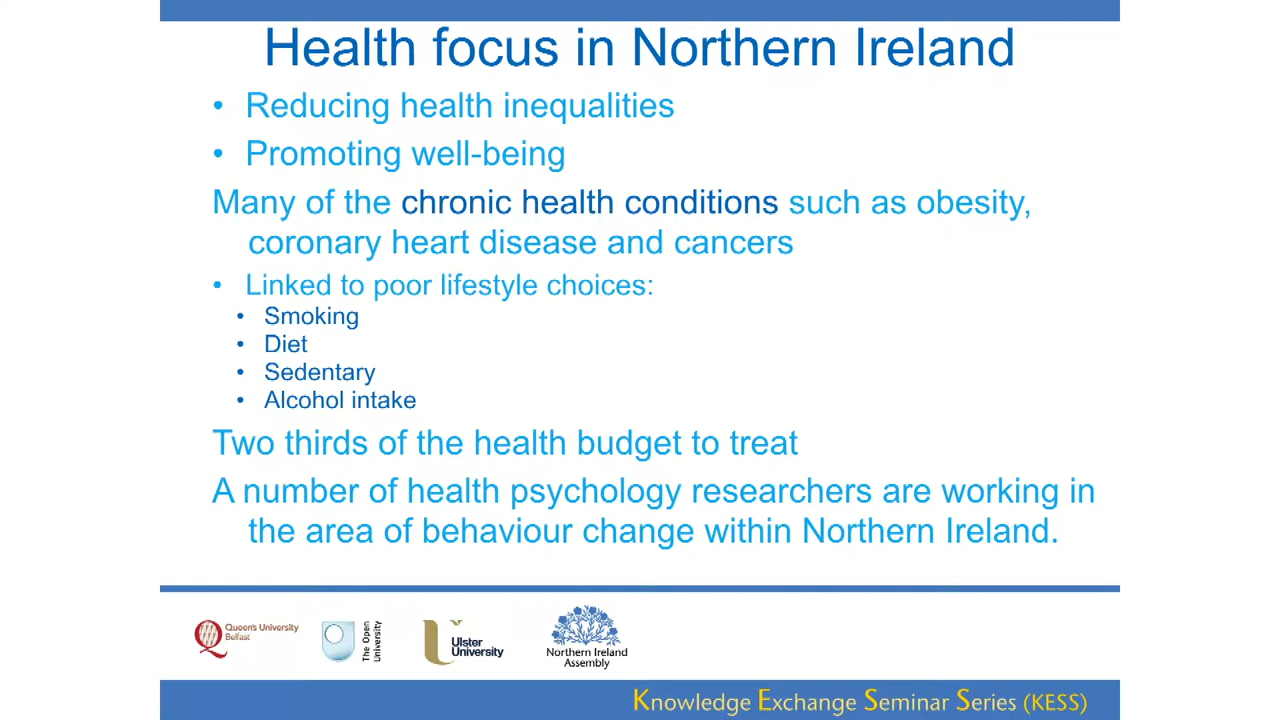 Health focus in Northern Ireland
• Reducing health inequalities
• Promoting well-being
Many of the chronic health conditions such as obesity,
coronary heart disease and cancers
• Linked to poor lifestyle choices:
• Smoking
• Diet
• Sedentary
• Alcohol intake
Two thirds of the health budget to treat
A number of health psychology researchers are working in
the area of behaviour change within Northern Ireland.
Queen's University
Belfast
The Open
University
Ulster
University
Northern Ireland
Assembly
Knowledge Exchange Seminar Series (KESS)